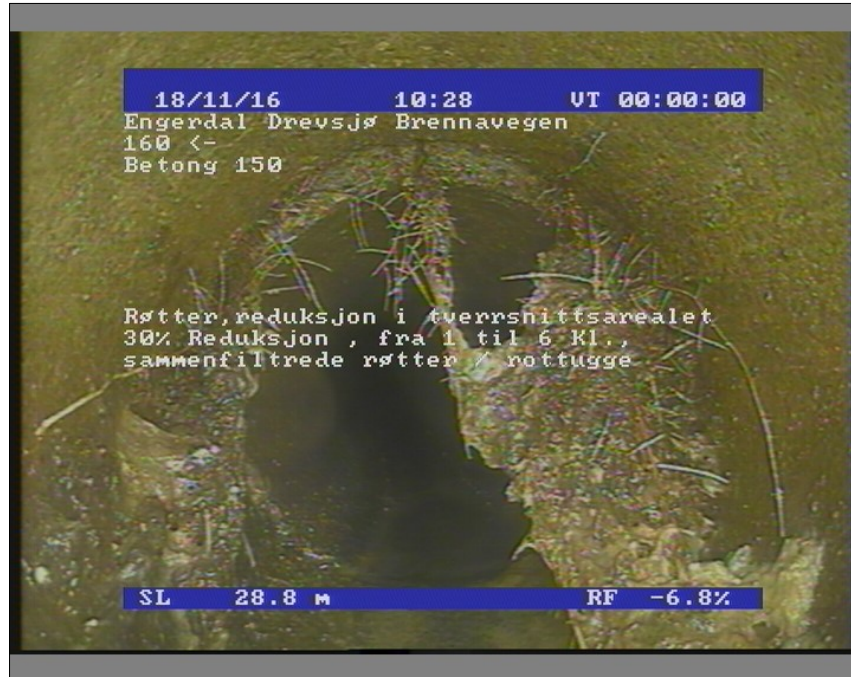 18/11/16 10:28 VT 00:00:00
Engerdal Drevsjø Brennavegen
160 <-
Betong 150
Røtter,reduksjon i tverrsnittsarealet
30% Reduksjon , fra 1 til 6 Kl.,
sammenfiltrede røtter / rottugge
SL 28.8 m RF -6.8%